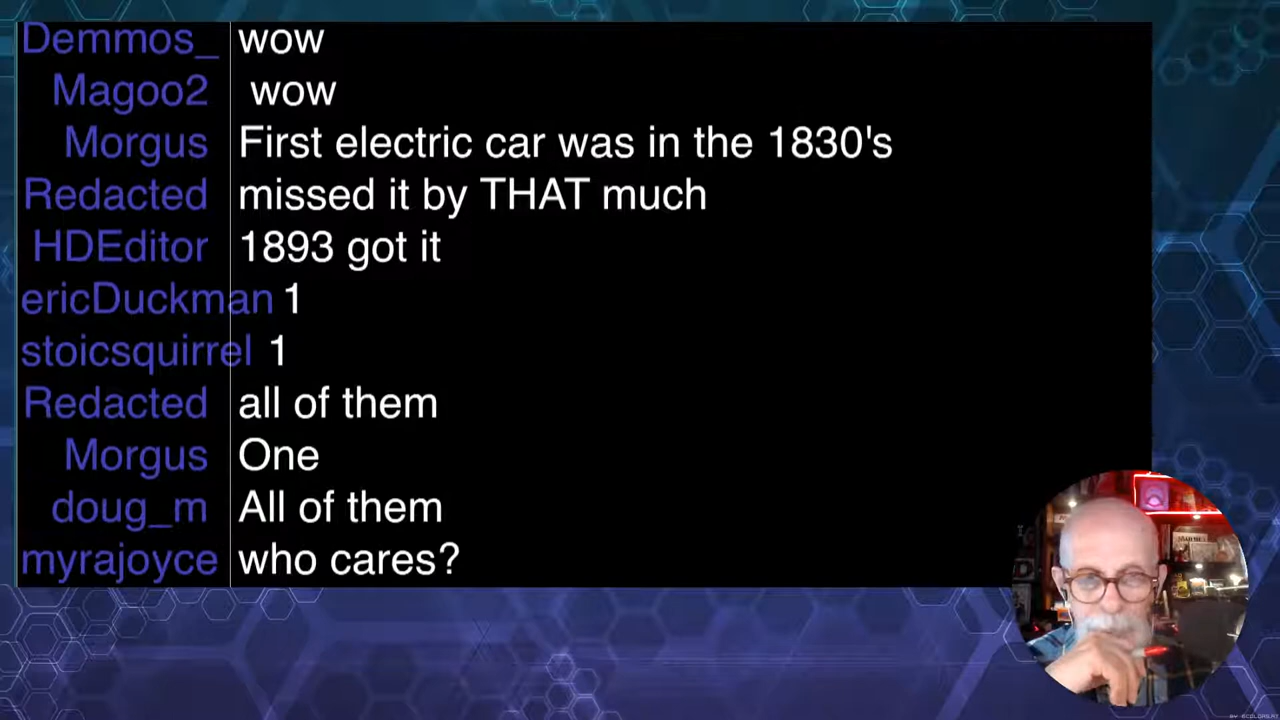 Demmos_ wow
Magoo2 wow
Morgus First electric car was in the 1830's
Redacted missed it by THAT much
HDEditor 1893 got it
ericDuckman 1
stoicsquirrel 1
Redacted all of them
Morgus One
doug_m All of them
myrajoyce who cares?